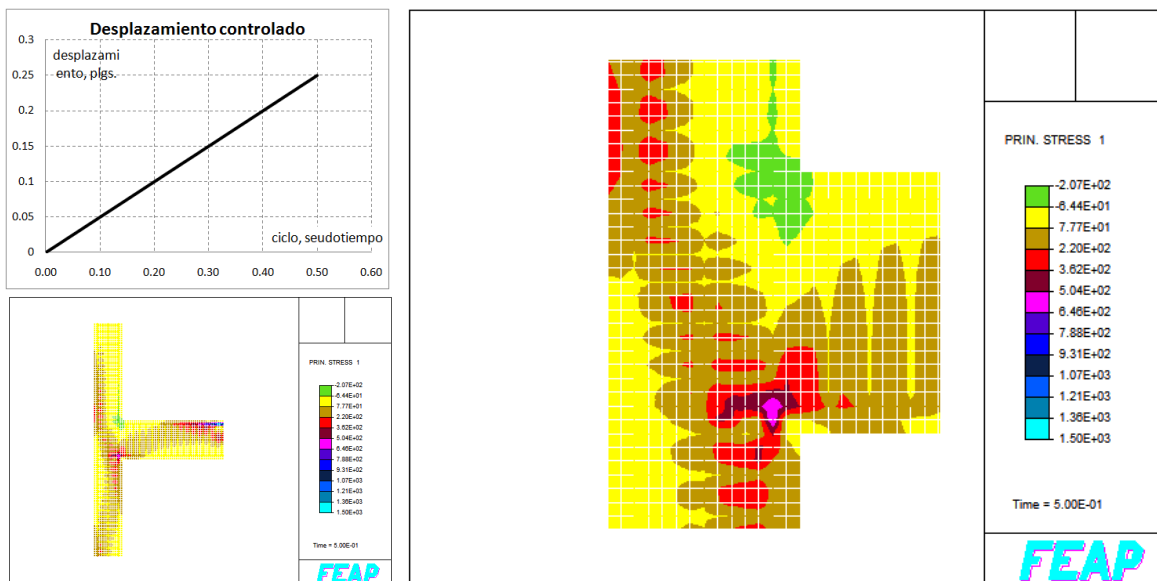 Desplazamiento controlado
0.3
desplazami
ento, plgs.
0.25
0.2
0.15
0.1
0.05
ciclo, seudotiempo
0
0.00 0.10 0.20 0.30 0.40 0.50 0.60
PRIN. STRESS 1
-2.07E+02
-6.44E+01
7.77E+01
2.20E+02
3.62E+02
5.04E+02
6.46E+02
7.88E+02
9.31E+02
1.07E+03
1.21E+03
1.36E+03
1.50E+03
Time = 5.00E-01
FEAP
PRIN. STRESS 1
-2.07E+02
-6.44E+01
7.77E+01
2.20E+02
3.62E+02
5.04E+02
6.46E+02
7.88E+02
9.31E+02
1.07E+03
1.21E+03
1.36E+03
1.50E+03
Time = 5.00E-01
FEAP